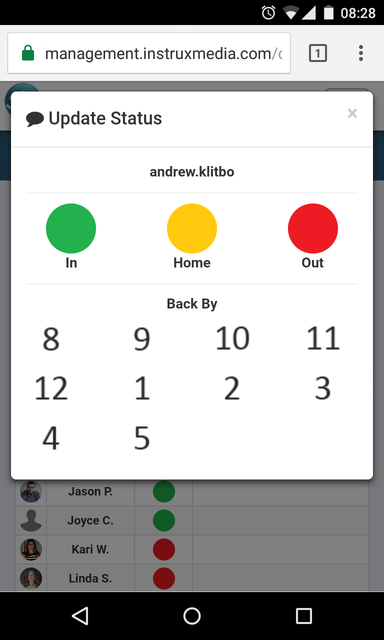 08:28
management.instruxmedia.com/
1
Update Status ×
andrew.klitbo
In Home Out
Back By
8 9 10 11
12 1 2 3
4 5
Jason P.
Joyce C.
Kari W.
Linda S.